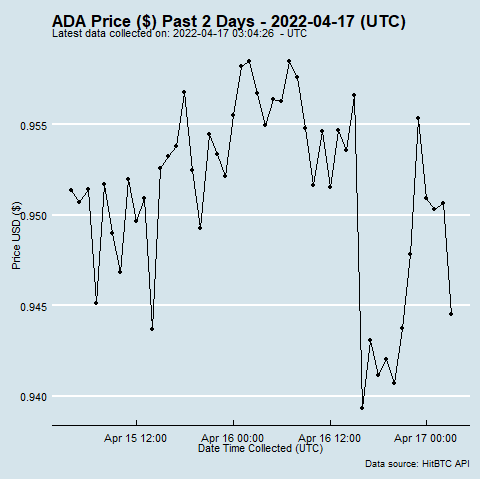 ADA Price ($) Past 2 Days - 2022-04-17 (UTC)
Latest data collected on: 2022-04-17 03:04:26 - UTC
Price USD ($)
0.955
0.950
0.945
0.940
Apr 15 12:00 Apr 16 00:00 Apr 16 12:00 Apr 17 00:00
Date Time Collected (UTC)
Data source: HitBTC API